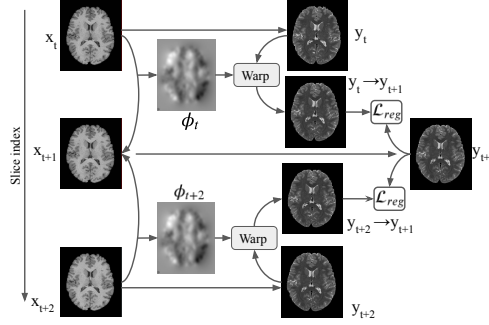 x_t
y_t
Warp
ϕ_t
y_t→y_{t+1}
ℒ_reg
Slice index
x_{t+1}
y_{t+
ϕ_{t+2}
ℒ_reg
Warp
y_{t+2}→y_{t+1}
x_{t+2}
y_{t+2}